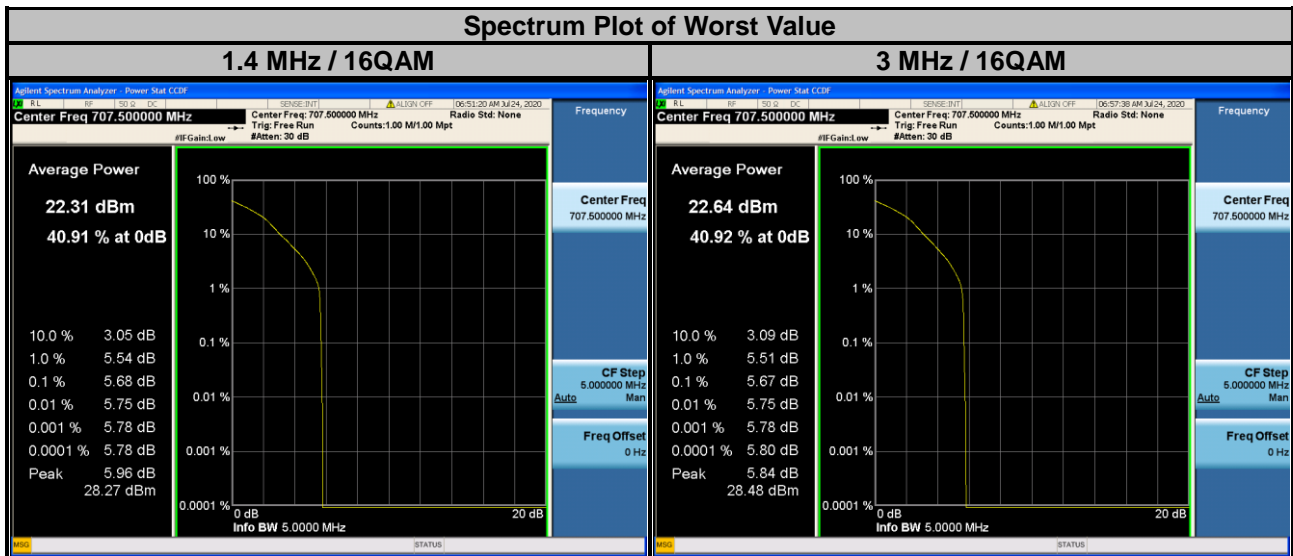 Spectrum Plot of Worst Value
1.4 MHz / 16QAM
3 MHz / 16QAM
Agilent Spectrum Analyzer - Power Stat CCDF
RL RF 50 Ω DC SENSE:INT ALIGN OFF 06:51:20 AM Jul 24, 2020
Center Freq 707.500000 MHz
Center Freq: 707.500000 MHz Radio Std: None
Trig: Free Run Counts:1.00 M/1.00 Mpt
#IFGain:Low #Atten: 30 dB
Frequency
Average Power
22.31 dBm
40.91 % at 0dB
10.0 % 3.05 dB
1.0 % 5.54 dB
0.1 % 5.68 dB
0.01 % 5.75 dB
0.001 % 5.78 dB
0.0001 % 5.78 dB
Peak 5.96 dB
28.27 dBm
100 %
10 %
1 %
0.1 %
0.01 %
0.001 %
0.0001 %
0 dB 20 dB
Info BW 5.0000 MHz
Center Freq
707.500000 MHz
CF Step
5.000000 MHz
Auto Man
Freq Offset
0 Hz
MSG STATUS
Agilent Spectrum Analyzer - Power Stat CCDF
RL RF 50 Ω DC SENSE:INT ALIGN OFF 06:57:38 AM Jul 24, 2020
Center Freq 707.500000 MHz
Center Freq: 707.500000 MHz Radio Std: None
Trig: Free Run Counts:1.00 M/1.00 Mpt
#IFGain:Low #Atten: 30 dB
Frequency
Average Power
22.64 dBm
40.92 % at 0dB
10.0 % 3.09 dB
1.0 % 5.51 dB
0.1 % 5.67 dB
0.01 % 5.75 dB
0.001 % 5.78 dB
0.0001 % 5.80 dB
Peak 5.84 dB
28.48 dBm
100 %
10 %
1 %
0.1 %
0.01 %
0.001 %
0.0001 %
0 dB 20 dB
Info BW 5.0000 MHz
Center Freq
707.500000 MHz
CF Step
5.000000 MHz
Auto Man
Freq Offset
0 Hz
MSG STATUS